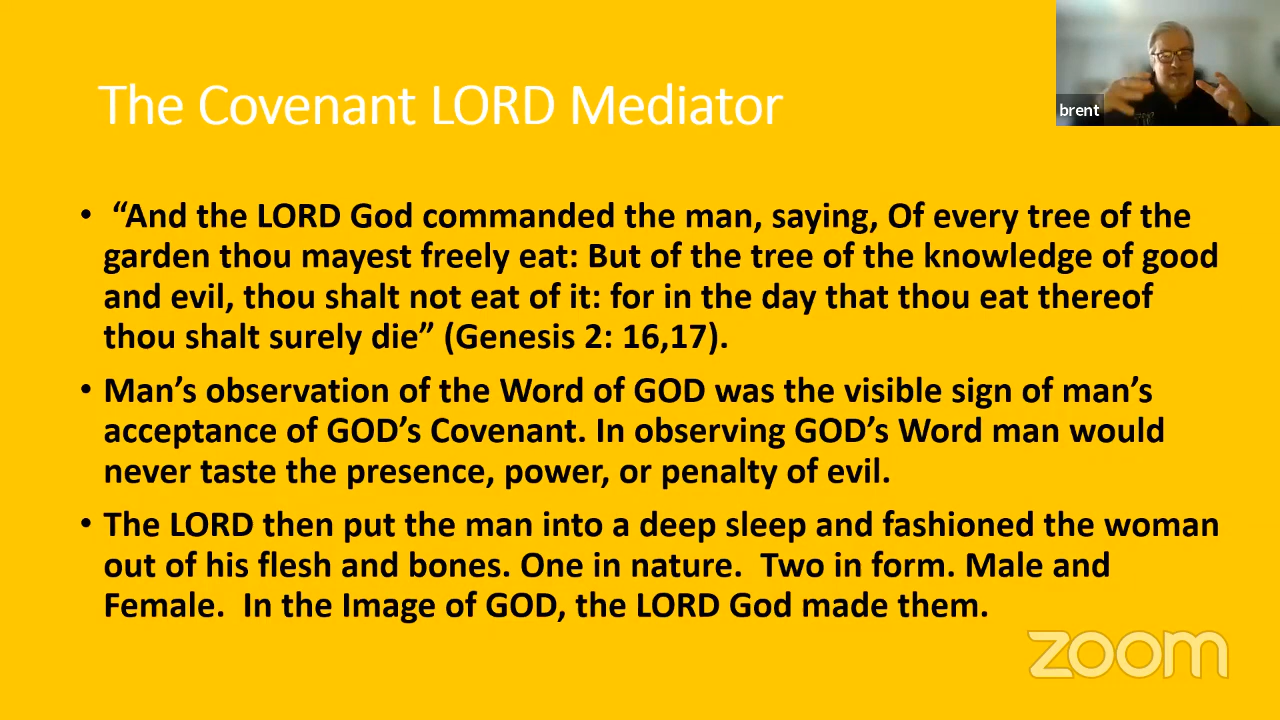 The Covenant LORD Mediator
brent
• “And the LORD God commanded the man, saying, Of every tree of the
garden thou mayest freely eat: But of the tree of the knowledge of good
and evil, thou shalt not eat of it: for in the day that thou eat thereof
thou shalt surely die” (Genesis 2: 16,17).
• Man’s observation of the Word of GOD was the visible sign of man’s
acceptance of GOD’s Covenant. In observing GOD’s Word man would
never taste the presence, power, or penalty of evil.
• The LORD then put the man into a deep sleep and fashioned the woman
out of his flesh and bones. One in nature.  Two in form. Male and
Female.  In the Image of GOD, the LORD God made them.
zoom